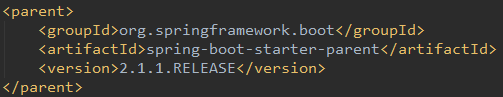 <parent>
    <groupId>org.springframework.boot</groupId>
    <artifactId>spring-boot-starter-parent</artifactId>
    <version>2.1.1.RELEASE</version>
</parent>